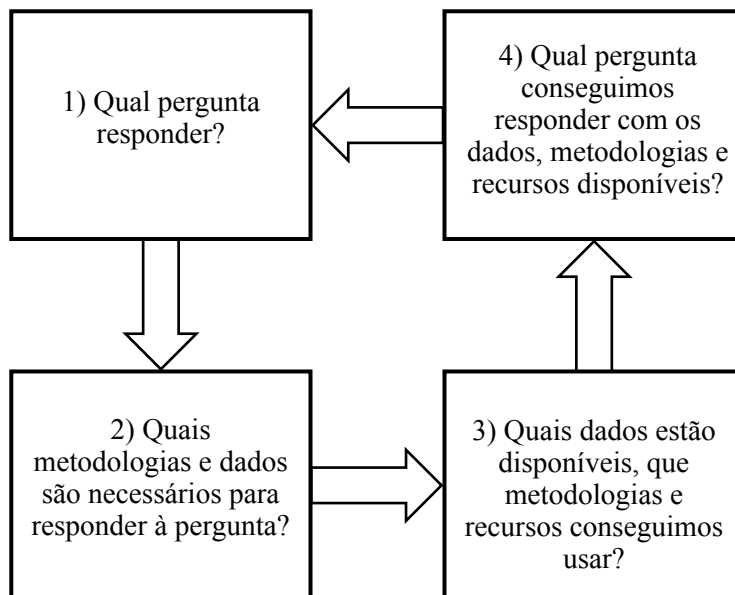 1) Qual pergunta
responder?
2) Quais
metodologias e dados
são necessários para
responder à pergunta?
3) Quais dados estão
disponíveis, que
metodologias e
recursos conseguimos
usar?
4) Qual pergunta
conseguimos
responder com os
dados, metodologias e
recursos disponíveis?